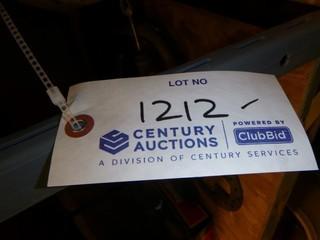 LOT NO
1212-
CENTURY AUCTIONS
POWERED BY
ClubBid
A DIVISION OF CENTURY SERVICES